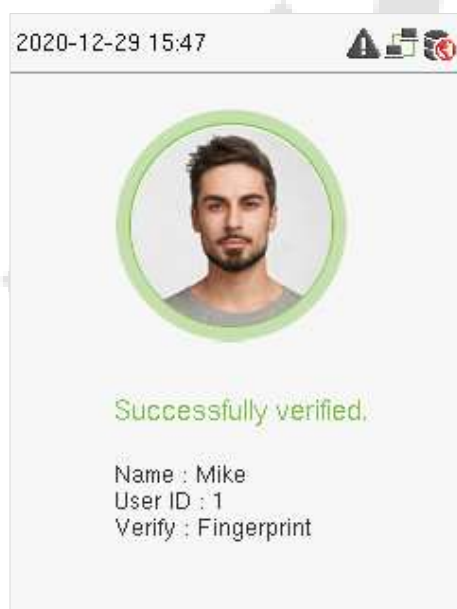 2020-12-29 15:47
Successfully verified.
Name : Mike
User ID : 1
Verify : Fingerprint